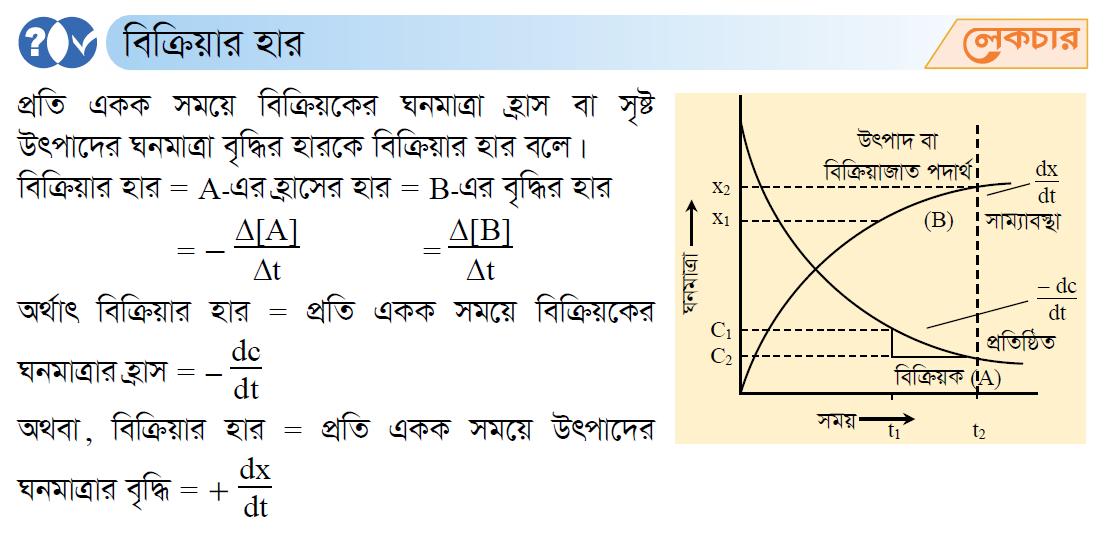 বিক্রিয়ার হার
লেকচার
প্রতি একক সময়ে বিক্রিয়কের ঘনমাত্রা হ্রাস বা সৃষ্ট
উৎপাদের ঘনমাত্রা বৃদ্ধির হারকে বিক্রিয়ার হার বলে।
বিক্রিয়ার হার = A-এর হ্রাসের হার = B-এর বৃদ্ধির হার
= − Δ[A]/Δt = Δ[B]/Δt
অর্থাৎ বিক্রিয়ার হার = প্রতি একক সময়ে বিক্রিয়কের
ঘনমাত্রার হ্রাস = − dc/dt
অথবা, বিক্রিয়ার হার = প্রতি একক সময়ে উৎপাদের
ঘনমাত্রার বৃদ্ধি = + dx/dt
উৎপাদ বা
বিক্রিয়াজাত পদার্থ
dx/dt
x₂
x₁
(B)
সাম্যাবস্থা
ঘনমাত্রা
− dc/dt
C₁
প্রতিষ্ঠিত
C₂
বিক্রিয়ক (A)
সময়
t₁
t₂